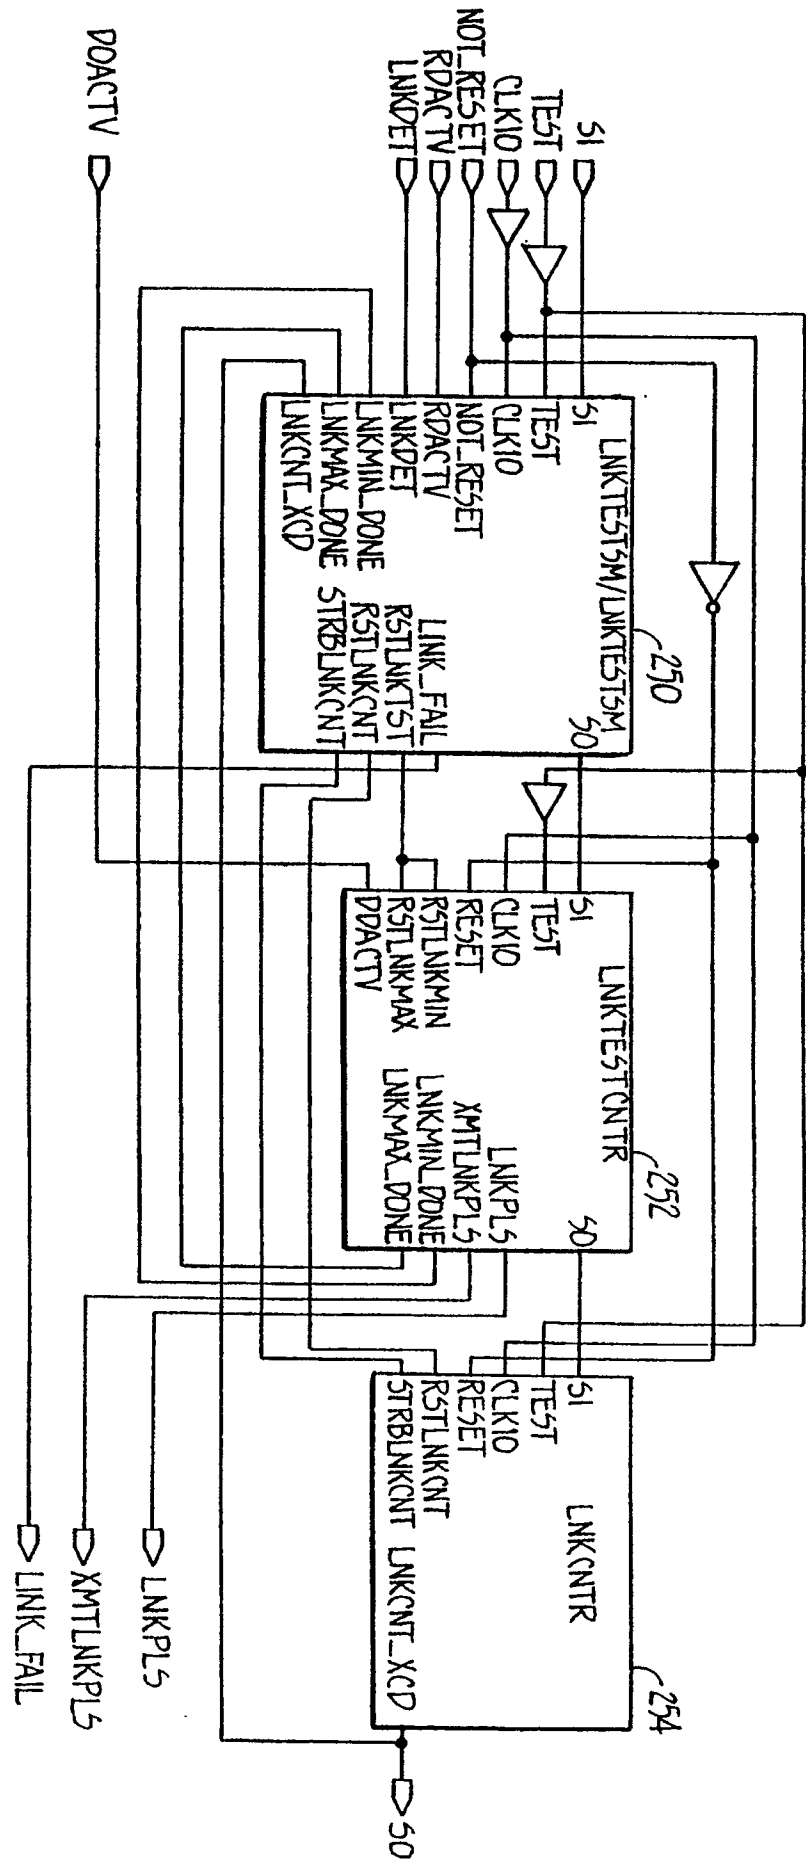 SI
TEST
CLK10
NOT_RESET
RDACTV
LNKDET
DOACTV
LNKTESTSM/LNKTESTSM
250
SI
TEST
CLK10
NOT_RESET
RDACTV
LNKDET
LNKMIN_DONE
LNKMAX_DONE
LNKCNT_XCD
SO
LINK_FAIL
RSTLNKTST
RSTLNKCNT
STRBLNKCNT
LNKTESTCNTR
252
SI
TEST
CLK10
RESET
RSTLNKMIN
RSTLNKMAX
DDACTV
SO
LNKPLS
XMTLNKPLS
LNKMIN_DONE
LNKMAX_DONE
LNKCNTR
254
SI
TEST
CLK10
RESET
RSTLNKCNT
STRBLNKCNT
LNKCNT_XCD
SO
LNKPLS
XMTLNKPLS
LINK_FAIL